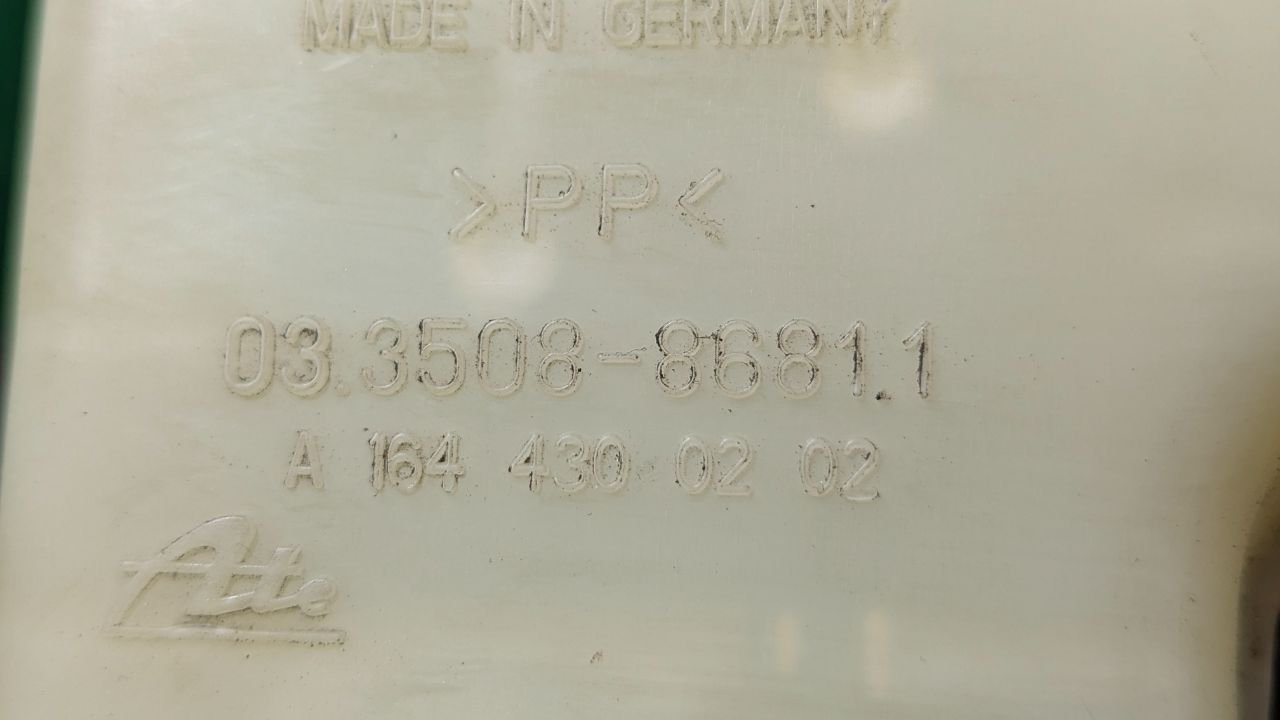 MADE IN GERMANY
>PP<
03.3508-8681.1
A 164 430 02 02
Ate